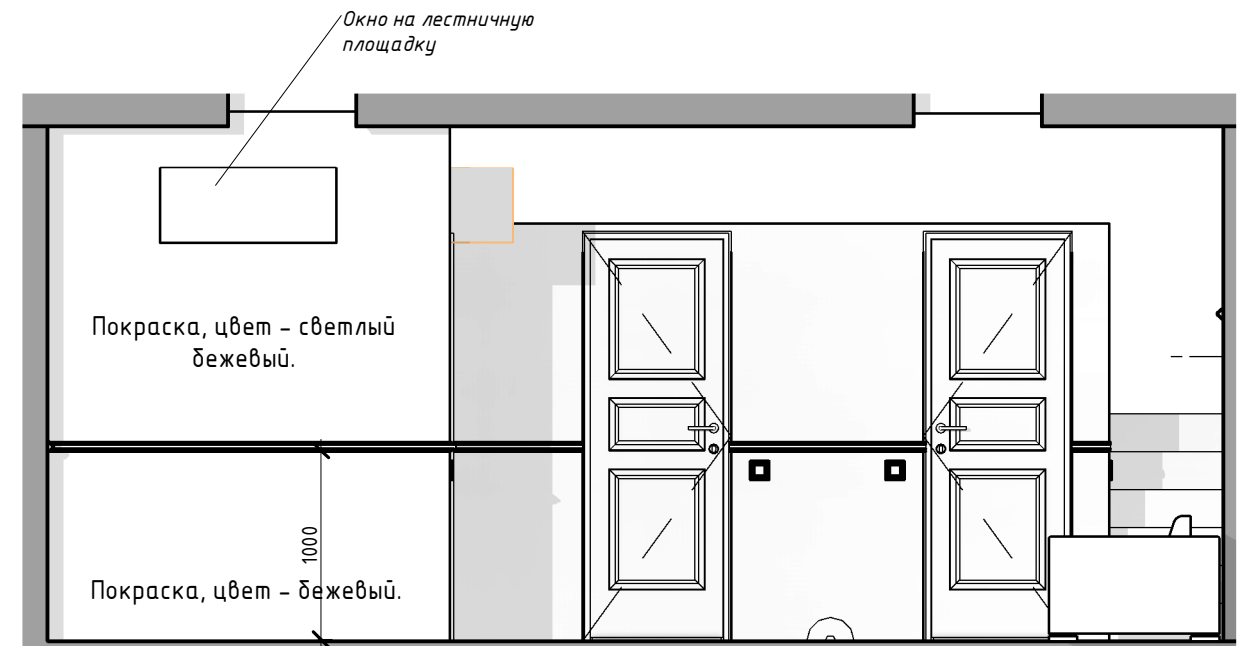 Окно на лестничную
площадку
Покраска, цвет - светлый
бежевый.
1000
Покраска, цвет - бежевый.